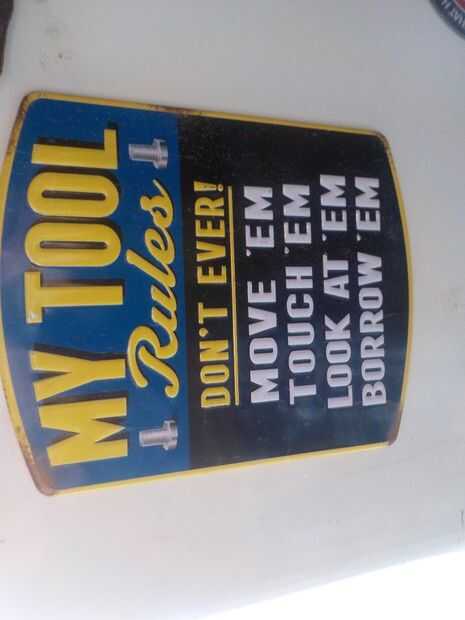 MY TOOL
Rules
DON'T EVER!
MOVE 'EM
TOUCH 'EM
LOOK AT 'EM
BORROW 'EM